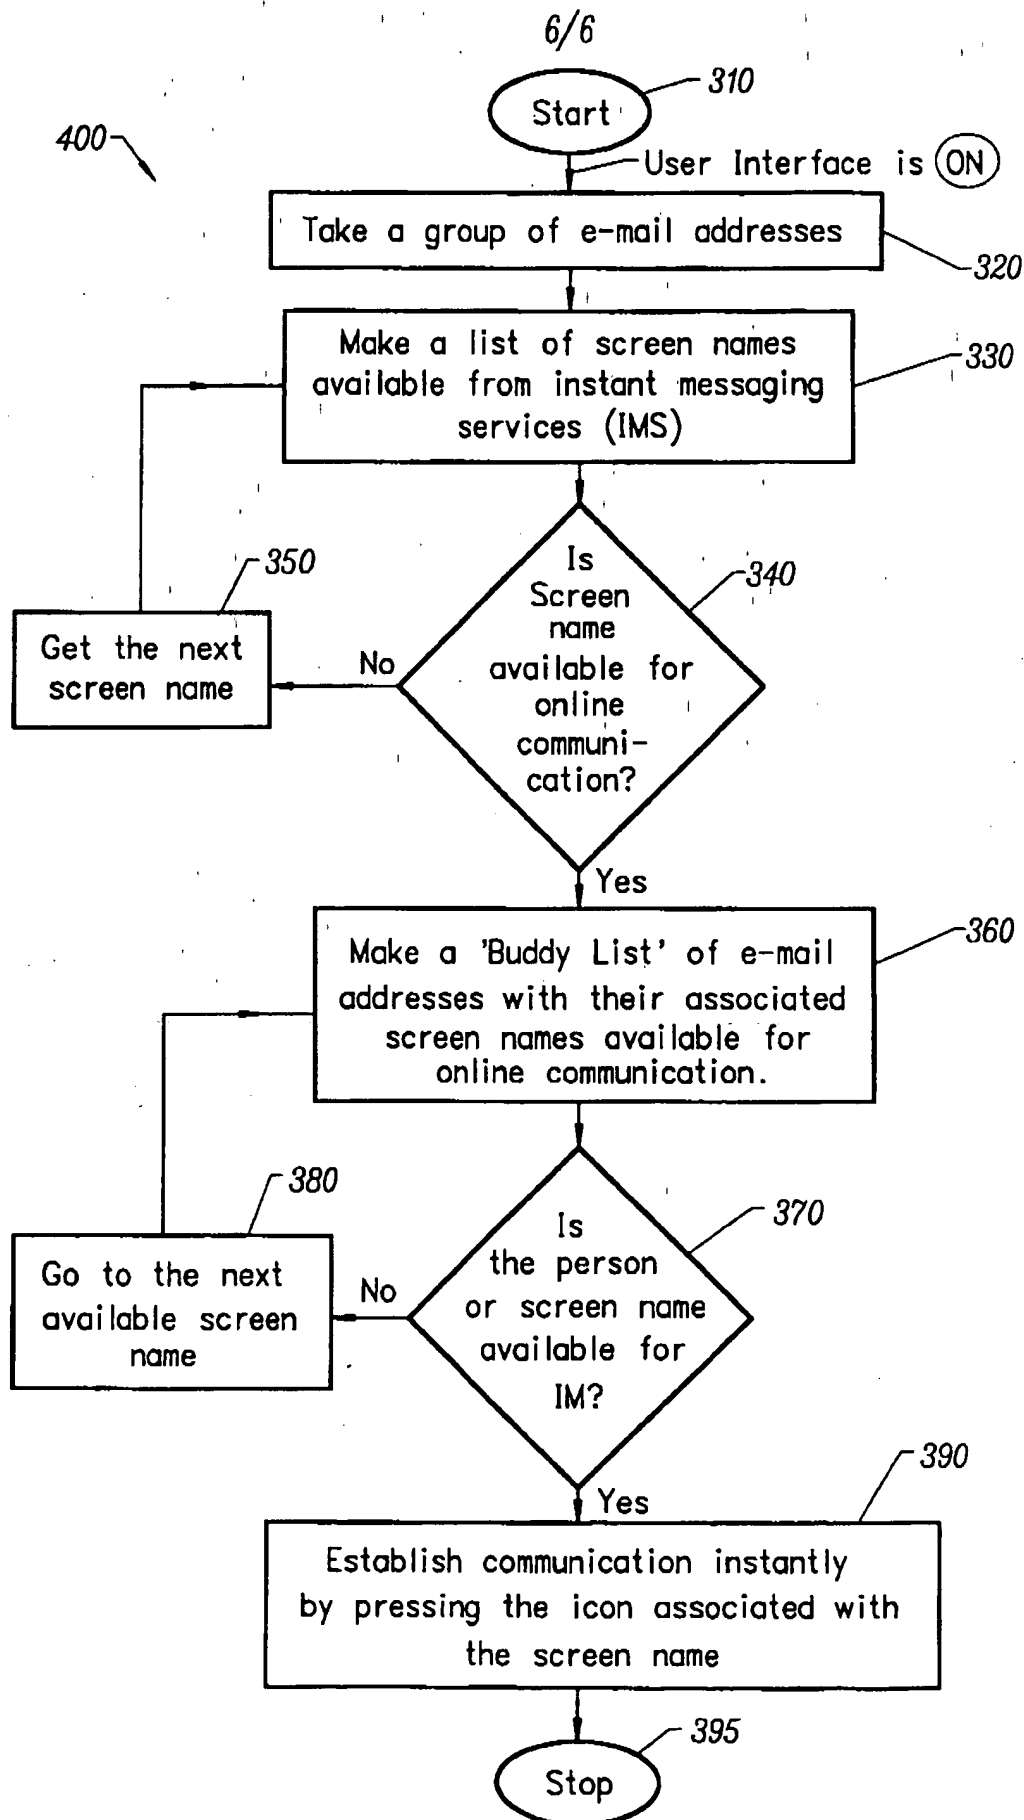 6/6
310
Start
400
User Interface is ON
Take a group of e-mail addresses
320
Make a list of screen names
available from instant messaging
services (IMS)
330
Is
Screen
name
available for
online
communi-
cation?
340
No
350
Get the next
screen name
Yes
Make a 'Buddy List' of e-mail
addresses with their associated
screen names available for
online communication.
360
Is
the person
or screen name
available for
IM?
370
No
380
Go to the next
available screen
name
Yes
390
Establish communication instantly
by pressing the icon associated with
the screen name
395
Stop